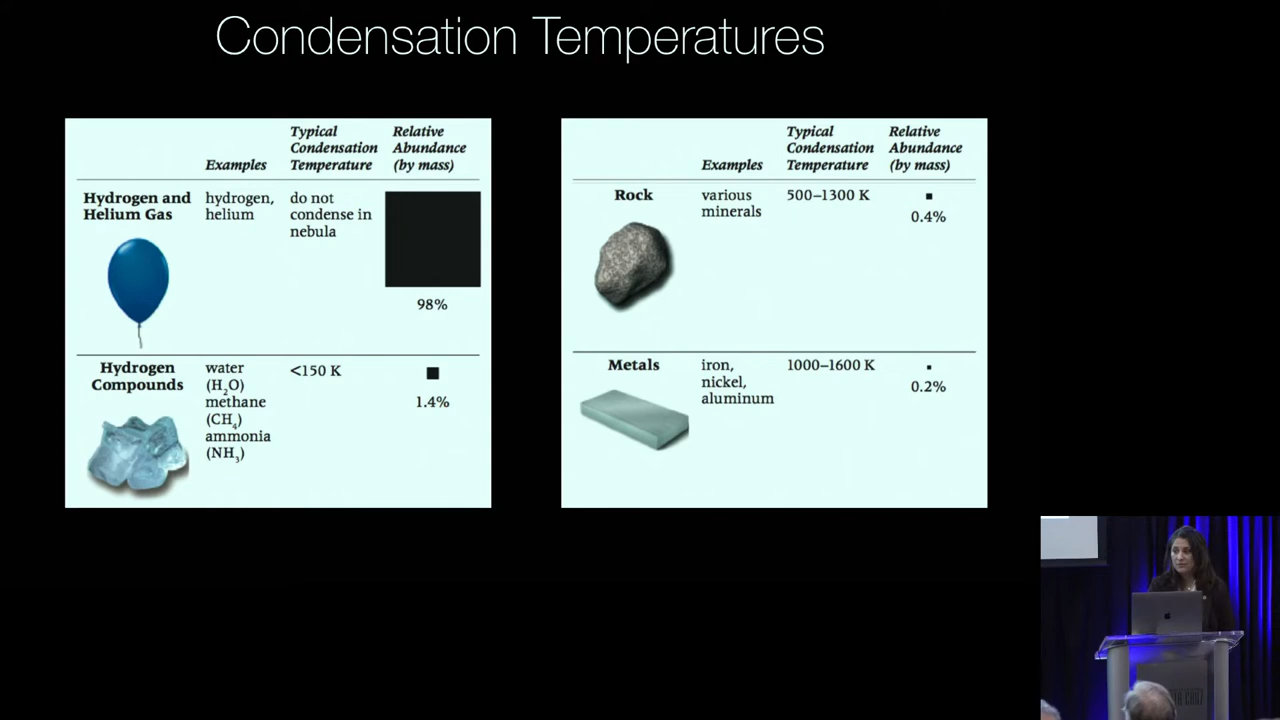 Condensation Temperatures
Examples
Typical
Condensation
Temperature
Relative
Abundance
(by mass)
Hydrogen and
Helium Gas
hydrogen,
helium
do not
condense in
nebula
98%
Hydrogen
Compounds
water
(H₂O)
methane
(CH₄)
ammonia
(NH₃)
<150 K
1.4%
Examples
Typical
Condensation
Temperature
Relative
Abundance
(by mass)
Rock
various
minerals
500–1300 K
0.4%
Metals
iron,
nickel,
aluminum
1000–1600 K
0.2%